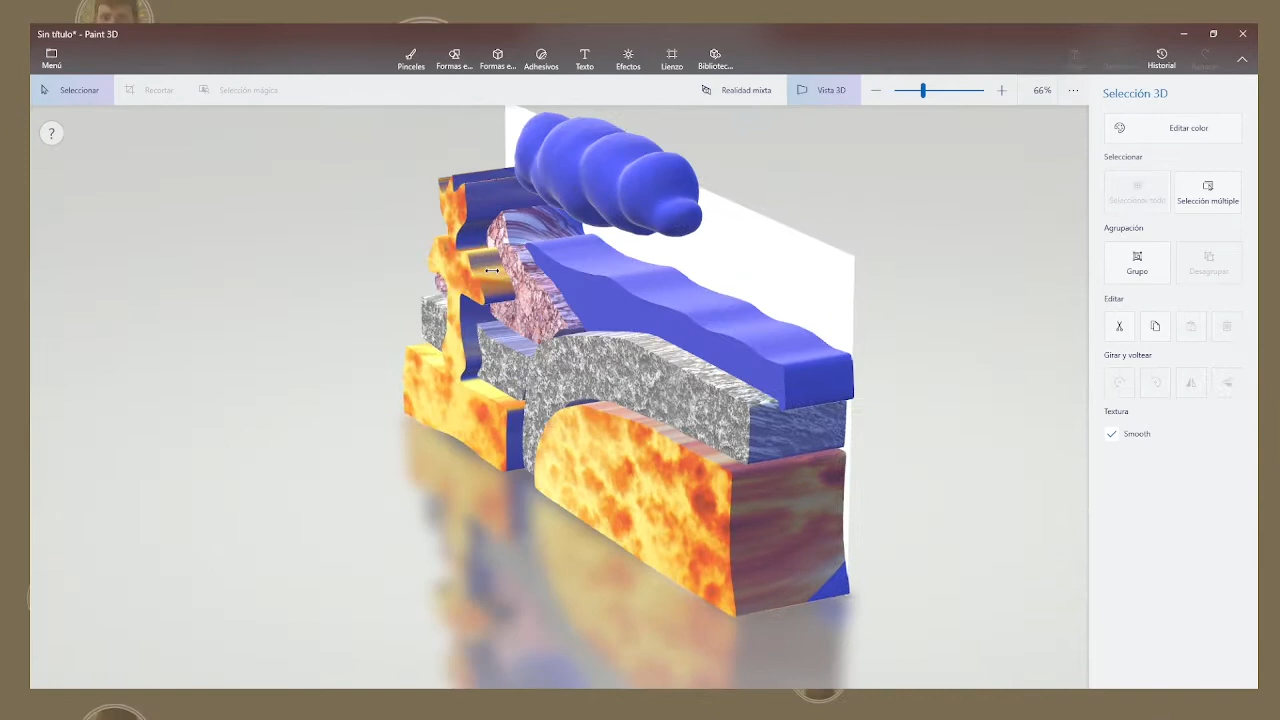 Sin título* - Paint 3D
Menú
Pinceles
Formas e...
Formas e...
Adhesivos
Texto
Efectos
Lienzo
Bibliotec...
Historial
Seleccionar
Recortar
Selección mágica
Realidad mixta
Vista 3D
66%
...
?
Selección 3D
Editar color
Seleccionar
Seleccionar todo
Selección múltiple
Agrupación
Grupo
Desagrupar
Editar
Girar y voltear
Textura
Smooth